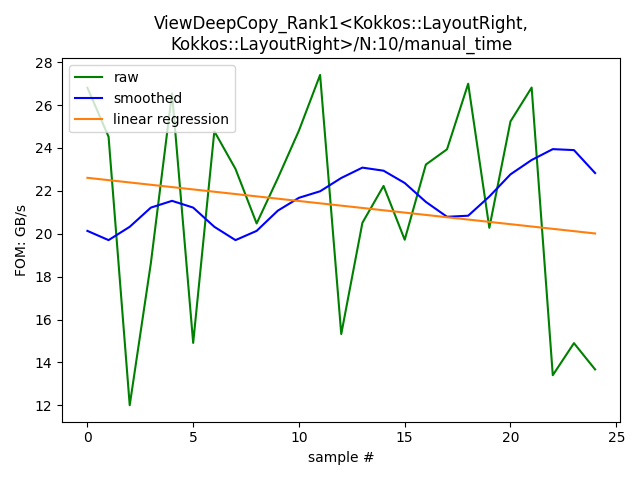 ViewDeepCopy_Rank1<Kokkos::LayoutRight,
Kokkos::LayoutRight>/N:10/manual_time
raw
smoothed
linear regression
FOM: GB/s
28
26
24
22
20
18
16
14
12
0
5
10
15
20
25
sample #